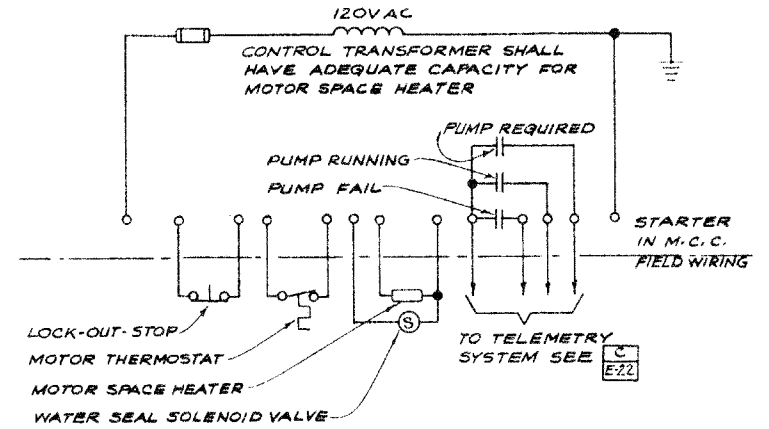 120V AC
CONTROL TRANSFORMER SHALL
HAVE ADEQUATE CAPACITY FOR
MOTOR SPACE HEATER
PUMP REQUIRED
PUMP RUNNING
PUMP FAIL
STARTER
IN M.C.C.
FIELD WIRING
LOCK-OUT-STOP
MOTOR THERMOSTAT
MOTOR SPACE HEATER
WATER SEAL SOLENOID VALVE
S
TO TELEMETRY
SYSTEM SEE
C
E-22